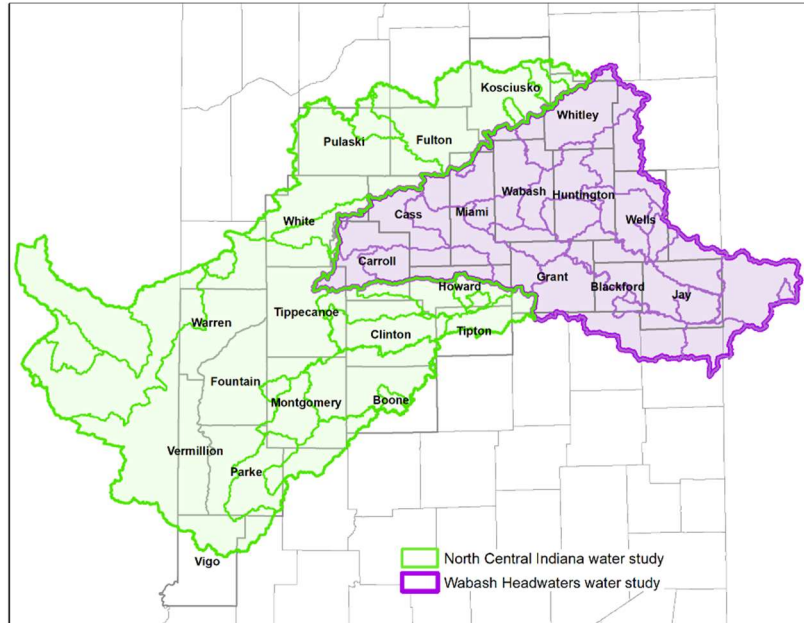 Kosciusko
Whitley
Pulaski
Fulton
Wabash
Huntington
White
Cass
Miami
Wells
Carroll
Grant
Howard
Blackford
Jay
Warren
Tippecanoe
Clinton
Tipton
Fountain
Montgomery
Boone
Vermillion
Parke
Vigo
North Central Indiana water study
Wabash Headwaters water study